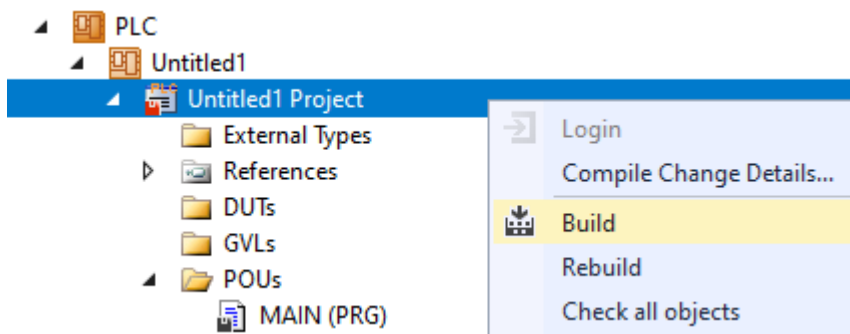 PLC
Untitled1
Untitled1 Project
External Types
References
DUTs
GVLs
POUs
MAIN (PRG)
Login
Compile Change Details...
Build
Rebuild
Check all objects